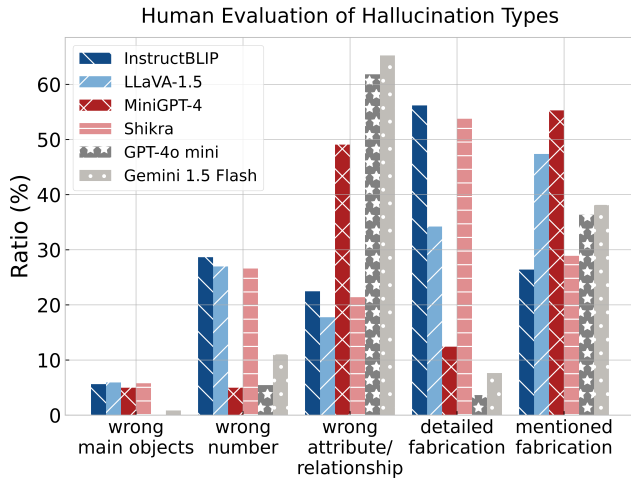 Human Evaluation of Hallucination Types
Ratio (%)
60
50
40
30
20
10
0
InstructBLIP
LLaVA-1.5
MiniGPT-4
Shikra
GPT-4o mini
Gemini 1.5 Flash
wrong
main objects
wrong
number
wrong
attribute/
relationship
detailed
fabrication
mentioned
fabrication